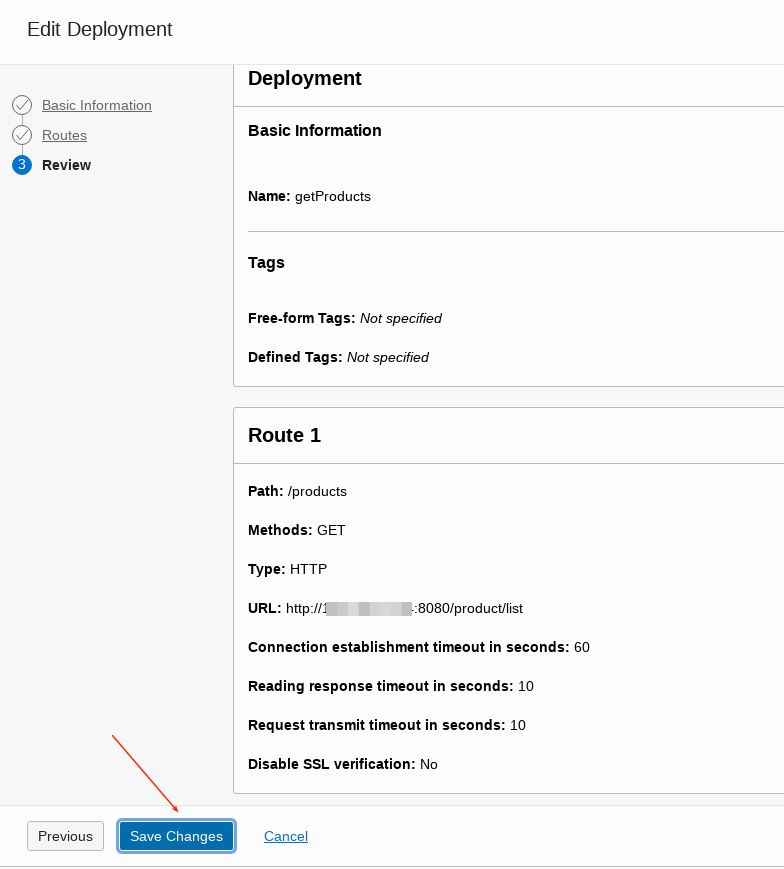 Edit Deployment
Basic Information
Routes
3 Review
Deployment
Basic Information
Name: getProducts
Tags
Free-form Tags: Not specified
Defined Tags: Not specified
Route 1
Path: /products
Methods: GET
Type: HTTP
URL: http:// :8080/product/list
Connection establishment timeout in seconds: 60
Reading response timeout in seconds: 10
Request transmit timeout in seconds: 10
Disable SSL verification: No
Previous Save Changes Cancel